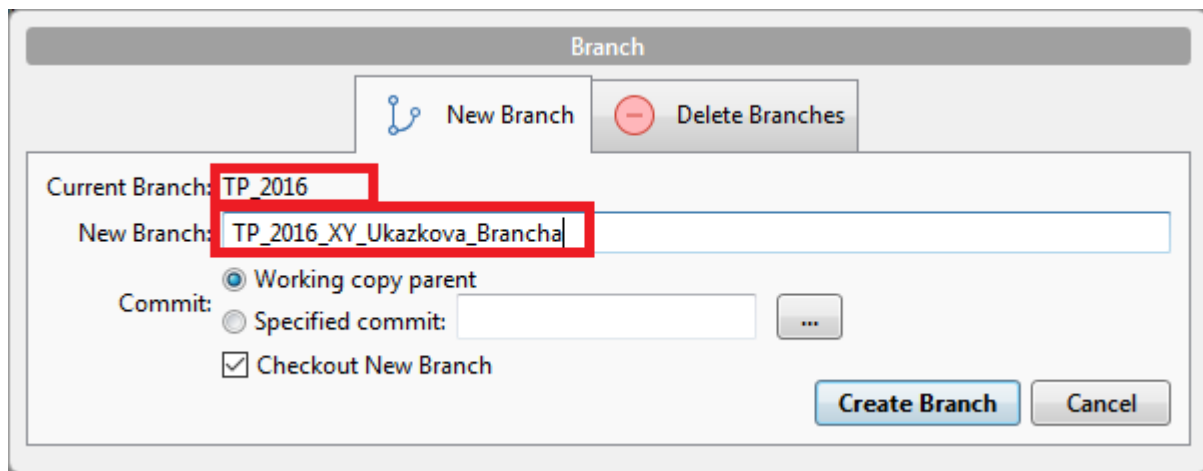 Branch
New Branch
Delete Branches
Current Branch: TP_2016
New Branch: TP_2016_XY_Ukazkova_Brancha
Commit:
Working copy parent
Specified commit: ...
Checkout New Branch
Create Branch
Cancel